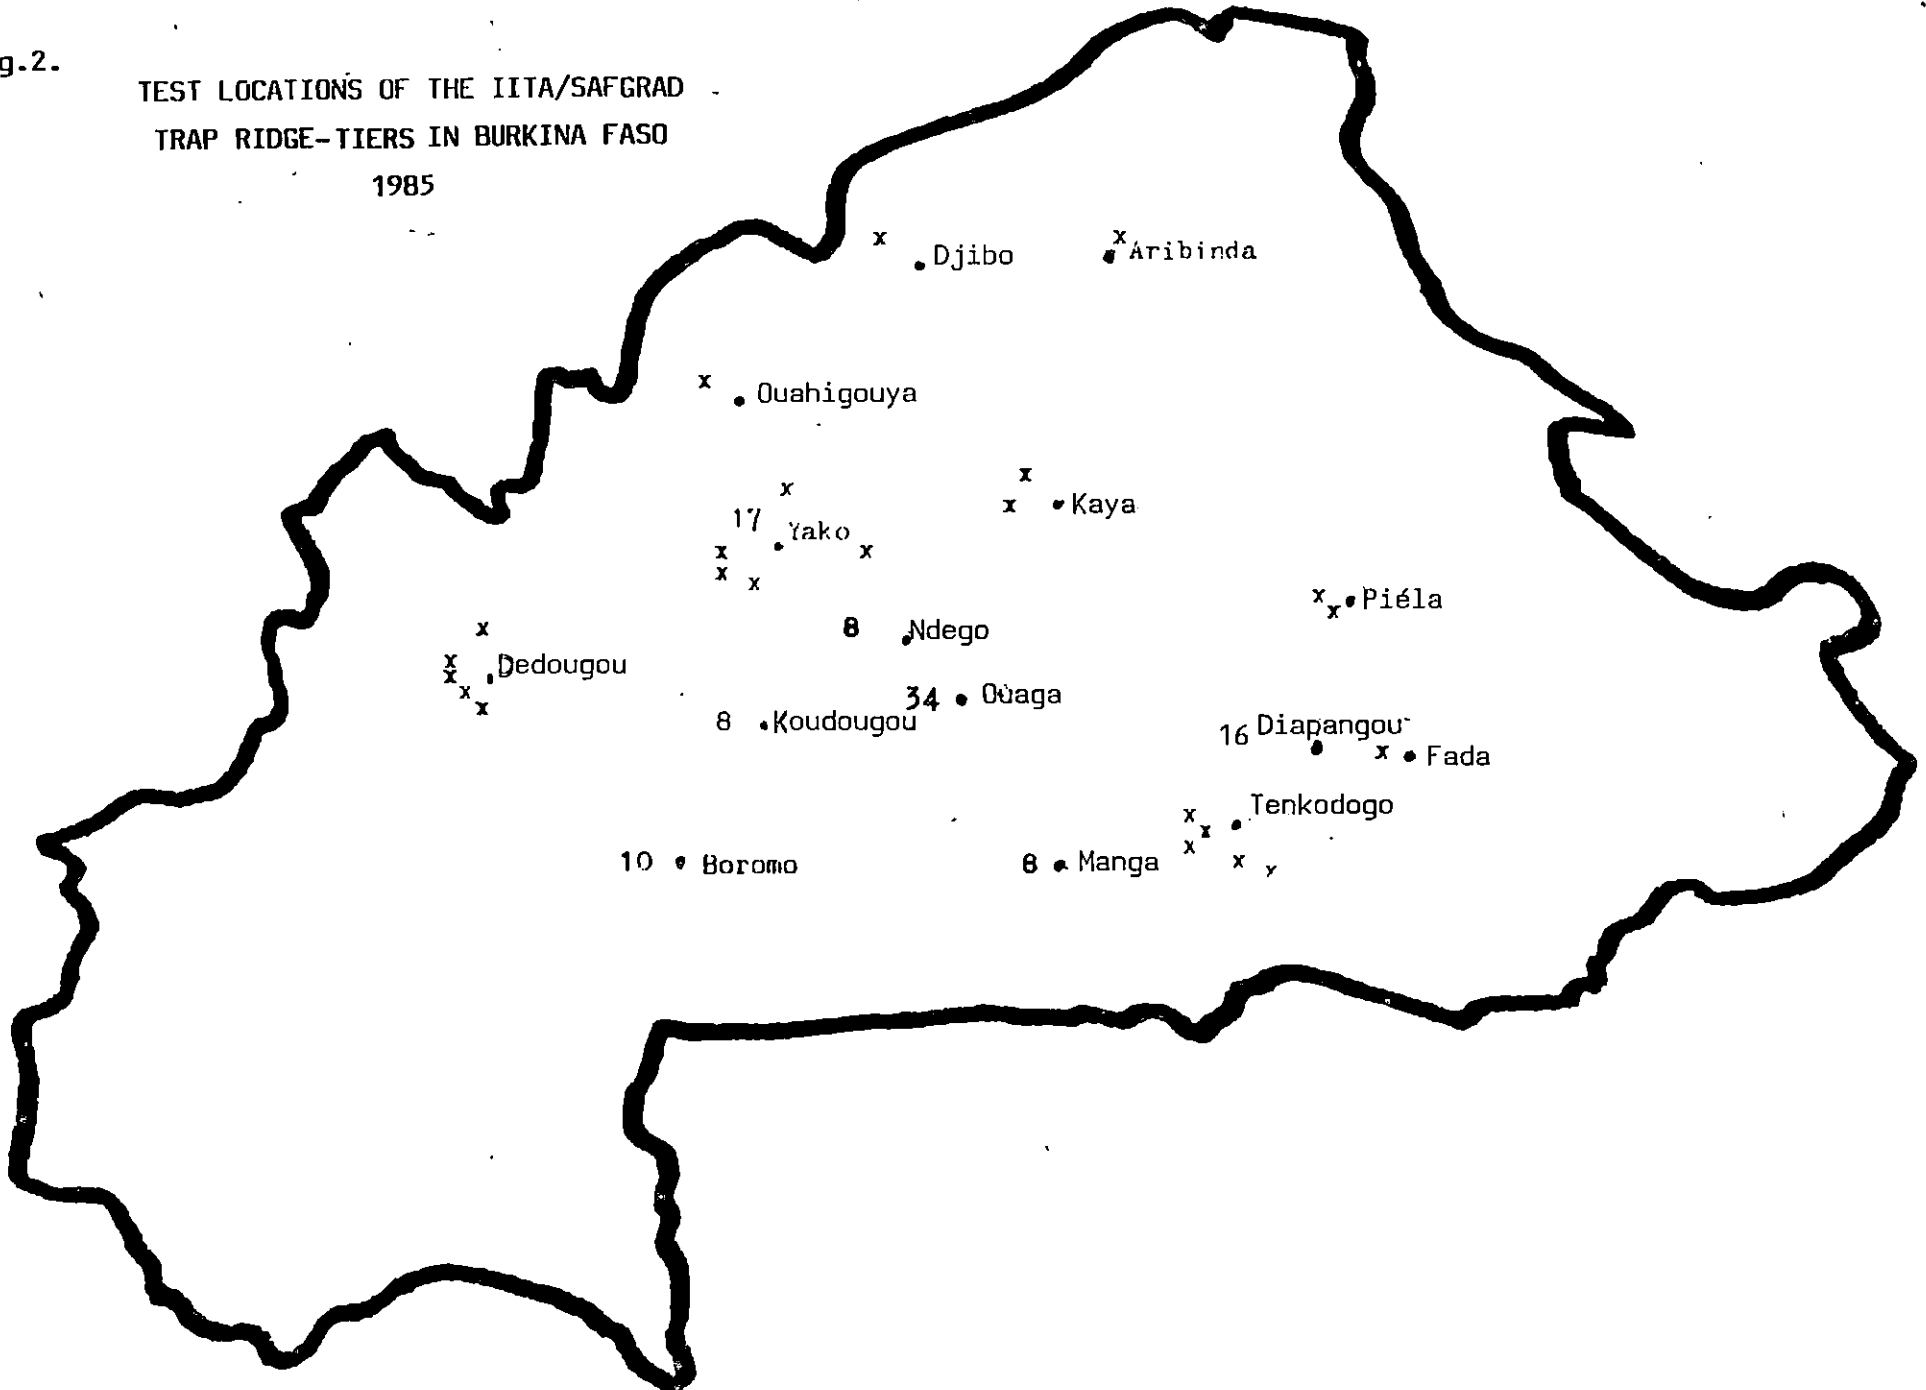 g.2.
TEST LOCATIONS OF THE IITA/SAFGRAD
TRAP RIDGE-TIERS IN BURKINA FASO
1985
x Djibo
x Aribinda
x Ouahigouya
x
x Kaya
x
17 Yako x
x
x x
x x Piéla
8 Ndego
x
x Dedougou
x
x
x
34 Ouaga
8 Koudougou
16 Diapangou
x Fada
x Tenkodogo
x
x
x x
10 Boromo
8 Manga